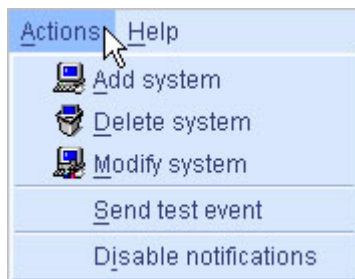 Actions Help
Add system
Delete system
Modify system
Send test event
Disable notifications